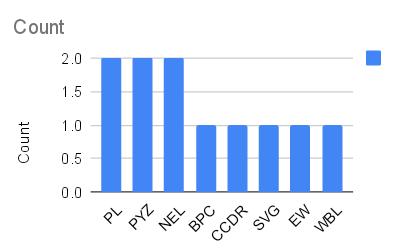 Count
Count
2.0
1.5
1.0
0.5
0.0
PL
PYZ
NEL
BPC
CCDR
SVG
EW
WBL